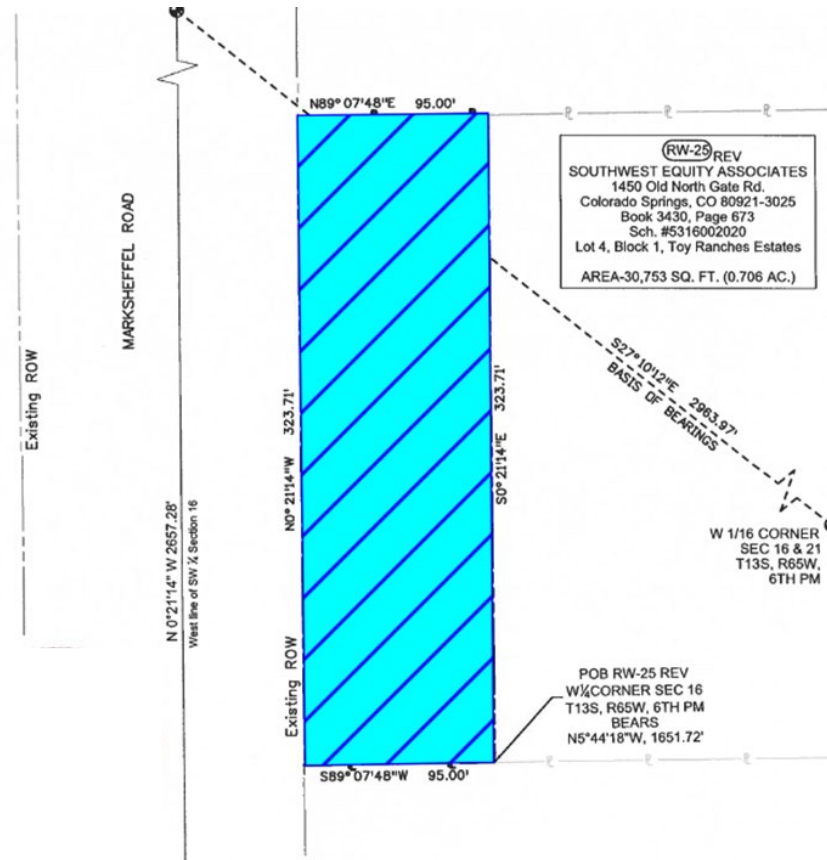 N89° 07'48"E 95.00'
RW-25 REV
SOUTHWEST EQUITY ASSOCIATES
1450 Old North Gate Rd.
Colorado Springs, CO 80921-3025
Book 3430, Page 673
Sch. #5316002020
Lot 4, Block 1, Toy Ranches Estates
AREA-30,753 SQ. FT. (0.706 AC.)
MARKSHEFFEL ROAD
Existing ROW
N 0°21'14" W 2657.28'
West line of SW ¼ Section 16
N0° 21'14"W 323.71'
Existing ROW
S0° 21'14"E 323.71'
S27° 10'12"E 2963.97'
BASIS OF BEARINGS
W 1/16 CORNER
SEC 16 & 21
T13S, R65W,
6TH PM
POB RW-25 REV
W¼CORNER SEC 16
T13S, R65W, 6TH PM
BEARS
N5°44'18"W, 1651.72'
S89° 07'48"W 95.00'